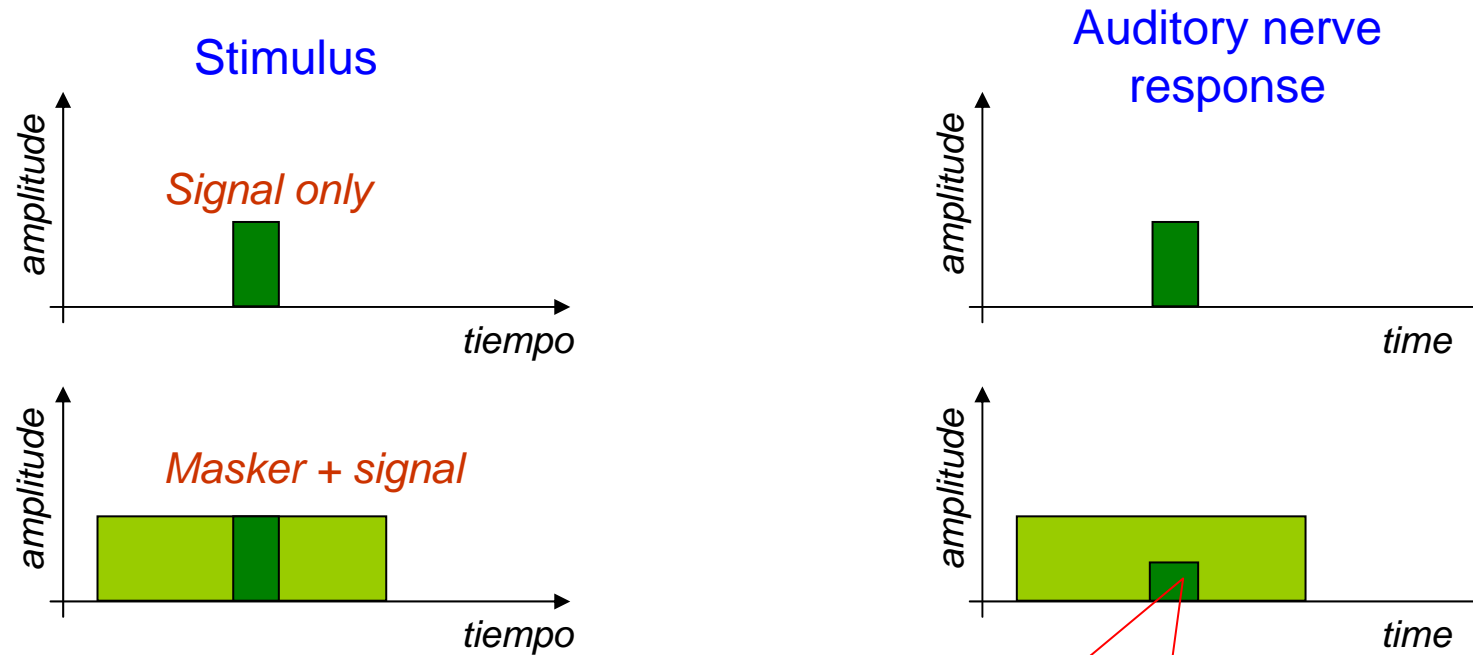 Stimulus
amplitude
Signal only
tiempo
amplitude
Masker + signal
tiempo
Auditory nerve
response
amplitude
time
amplitude
time